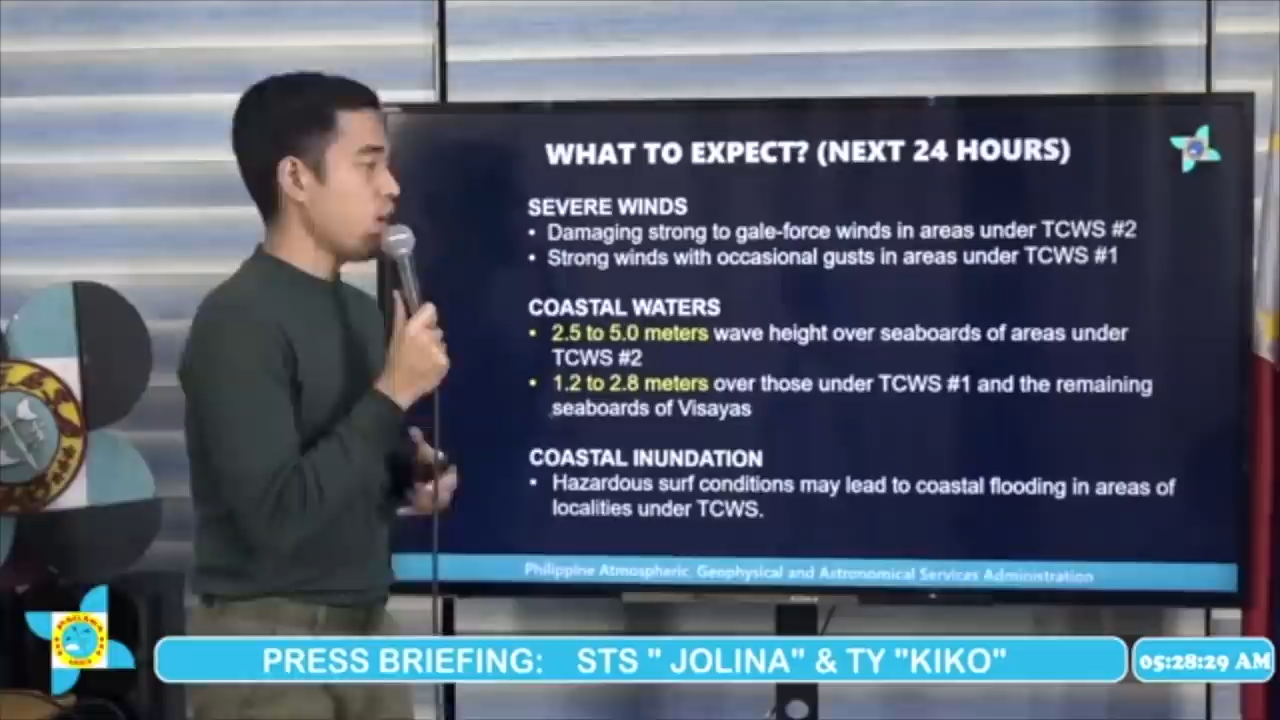 WHAT TO EXPECT? (NEXT 24 HOURS)
SEVERE WINDS
• Damaging strong to gale-force winds in areas under TCWS #2
• Strong winds with occasional gusts in areas under TCWS #1
COASTAL WATERS
• 2.5 to 5.0 meters wave height over seaboards of areas under
TCWS #2
• 1.2 to 2.8 meters over those under TCWS #1 and the remaining
seaboards of Visayas
COASTAL INUNDATION
• Hazardous surf conditions may lead to coastal flooding in areas of
localities under TCWS.
Philippine Atmospheric, Geophysical and Astronomical Services Administration
PRESS BRIEFING: STS " JOLINA" & TY "KIKO"
05:28:29 AM